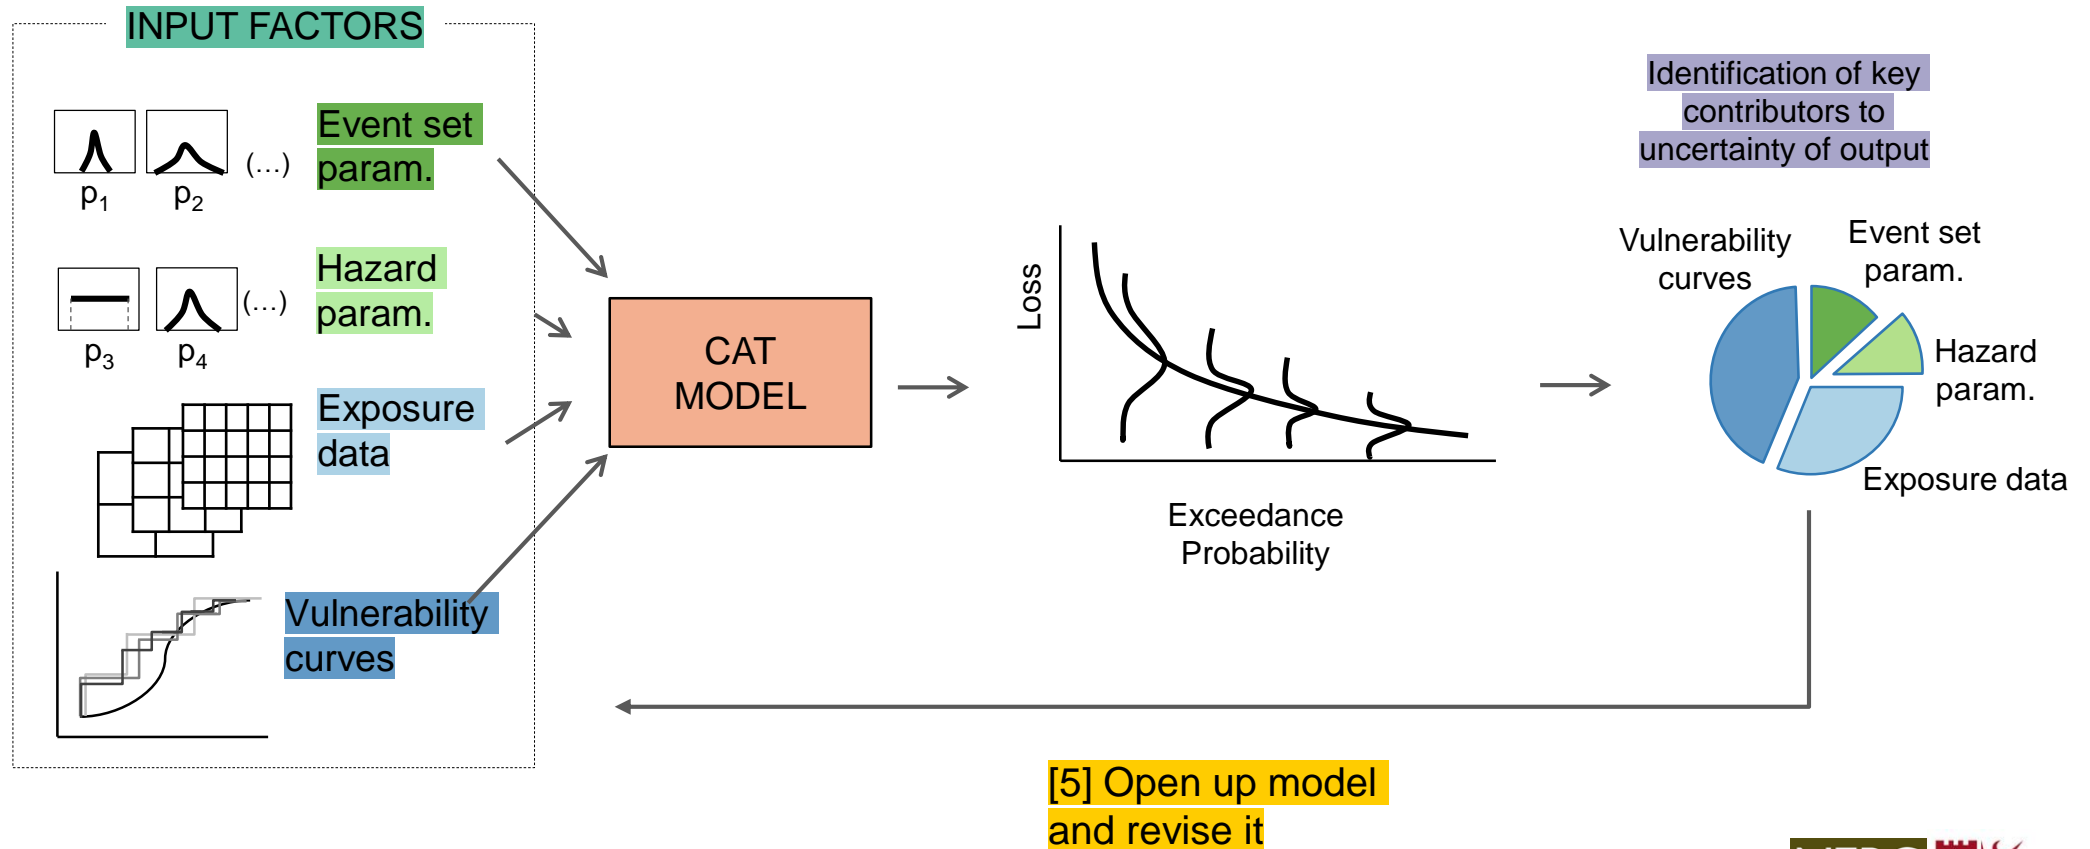 INPUT FACTORS
Event set
param.
(…)
p1
p2
Hazard
param.
(…)
p3
p4
Exposure
data
Vulnerability
curves
CAT
MODEL
Loss
Exceedance
Probability
Identification of key
contributors to
uncertainty of output
Vulnerability
curves
Event set
param.
Hazard
param.
Exposure data
[5] Open up model
and revise it